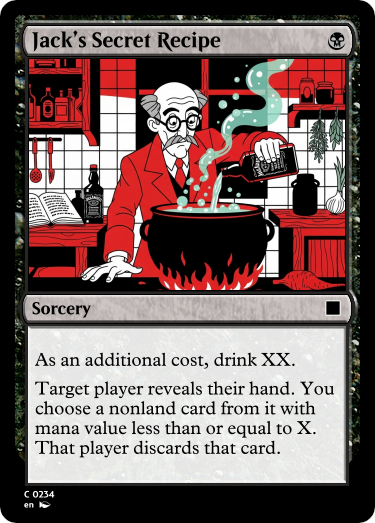 Jack's Secret Recipe
Sorcery
As an additional cost, drink XX.
Target player reveals their hand. You
choose a nonland card from it with
mana value less than or equal to X.
That player discards that card.
C 0234
en